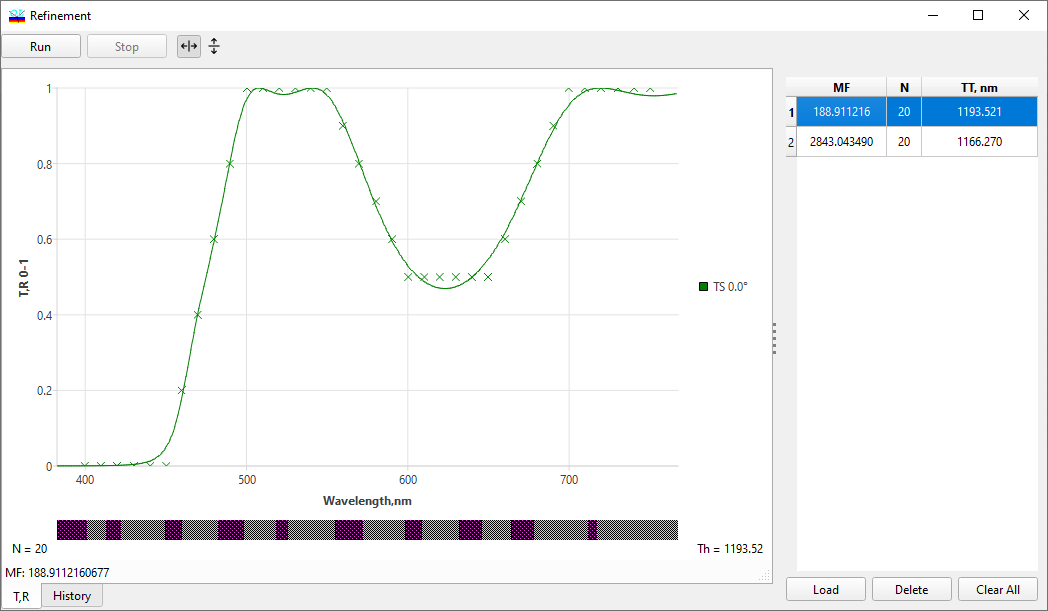 Refinement
Run Stop
MF N TT, nm
1 188.911216 20 1193.521
2 2843.043490 20 1166.270
1
0.8
0.6
0.4
0.2
0
T,R 0-1
TS 0.0°
400 500 600 700
Wavelength,nm
N = 20 Th = 1193.52
MF: 188.9112160677
T,R History
Load Delete Clear All